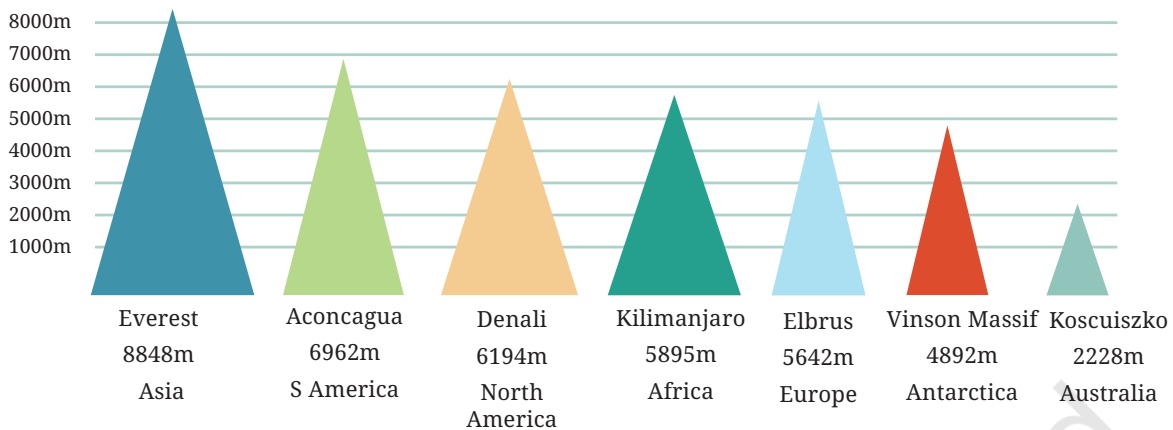 8000m
7000m
6000m
5000m
4000m
3000m
2000m
1000m
Everest
8848m
Asia
Aconcagua
6962m
S America
Denali
6194m
North
America
Kilimanjaro
5895m
Africa
Elbrus
5642m
Europe
Vinson Massif
4892m
Antarctica
Koscuiszko
2228m
Australia